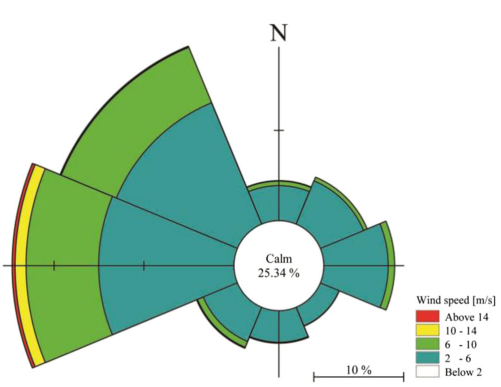 N
Calm
25.34 %
Wind speed [m/s]
Above 14
10 - 14
6 - 10
2 - 6
Below 2
10 %